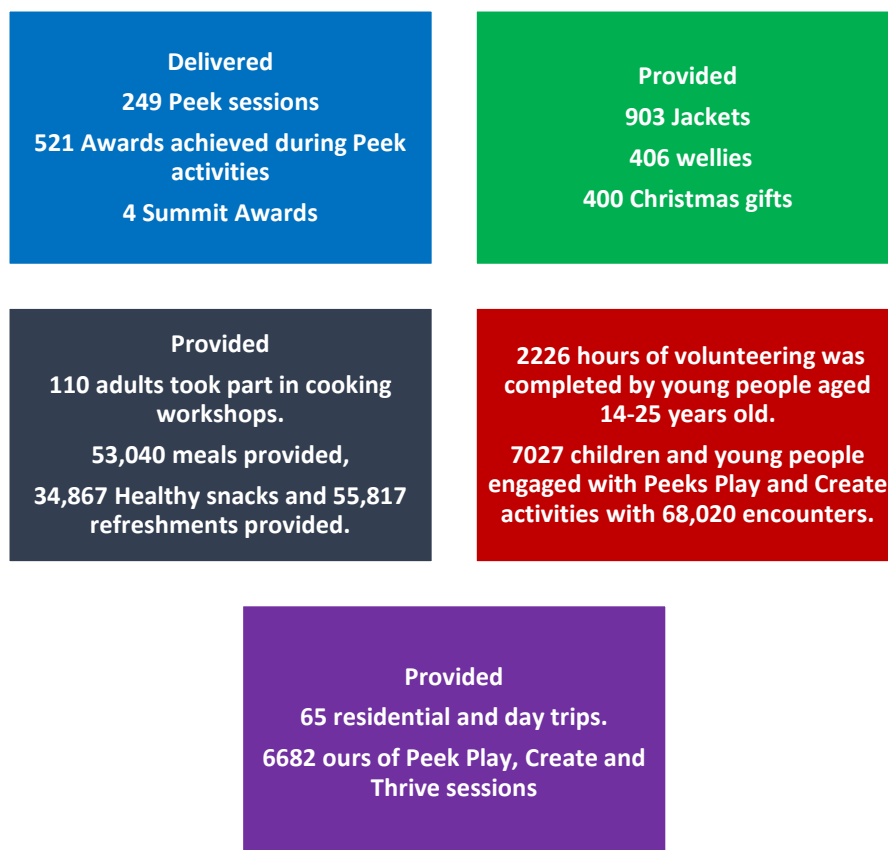 Delivered
249 Peek sessions
521 Awards achieved during Peek
activities
4 Summit Awards
Provided
903 Jackets
406 wellies
400 Christmas gifts
Provided
110 adults took part in cooking
workshops.
53,040 meals provided,
34,867 Healthy snacks and 55,817
refreshments provided.
2226 hours of volunteering was
completed by young people aged
14-25 years old.
7027 children and young people
engaged with Peeks Play and Create
activities with 68,020 encounters.
Provided
65 residential and day trips.
6682 ours of Peek Play, Create and
Thrive sessions